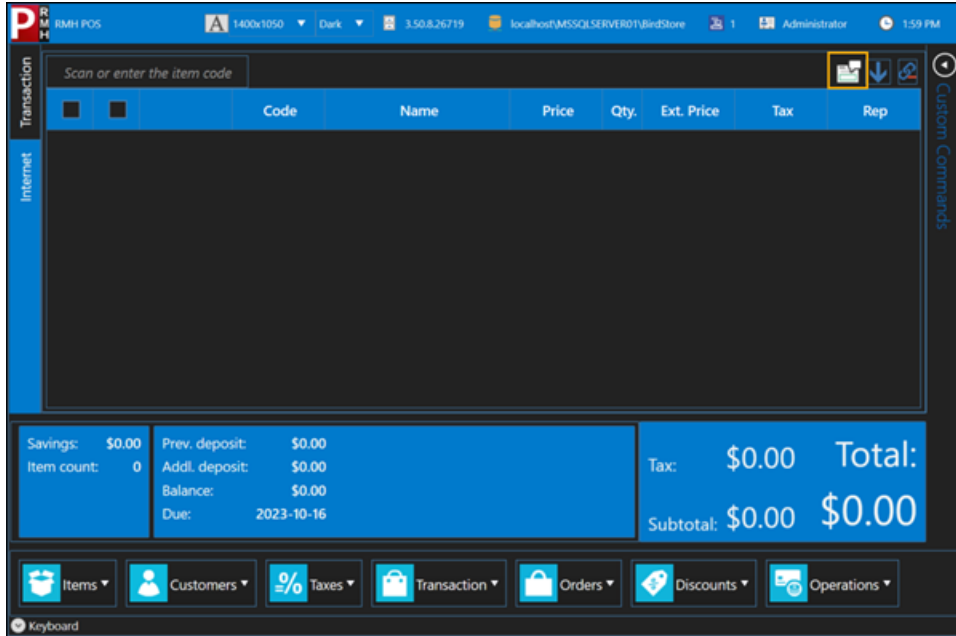 P RMH RMH POS A 1400x1050 Dark 3.50.8.26719 localhost\MSSQLSERVER01\BirdStore 1 Administrator 1:59 PM
Transaction
Internet
Scan or enter the item code
Code Name Price Qty. Ext. Price Tax Rep
Custom Commands
Savings: $0.00
Item count: 0
Prev. deposit: $0.00
Addl. deposit: $0.00
Balance: $0.00
Due: 2023-10-16
Tax: $0.00
Subtotal: $0.00
Total:
$0.00
Items Customers Taxes Transaction Orders Discounts Operations
Keyboard